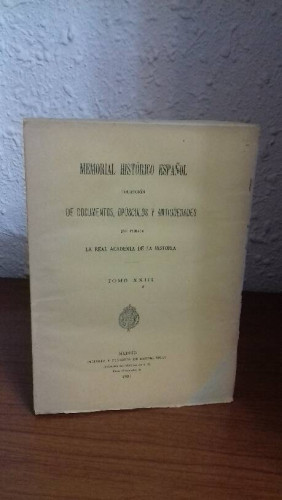 MEMORIAL HISTÓRICO ESPAÑOL
COLECCIÓN
DE DOCUMENTOS, OPÚSCULOS Y ANTIGÜEDADES
QUE PUBLICA
LA REAL ACADEMIA DE LA HISTORIA
TOMO XXIII
MADRID